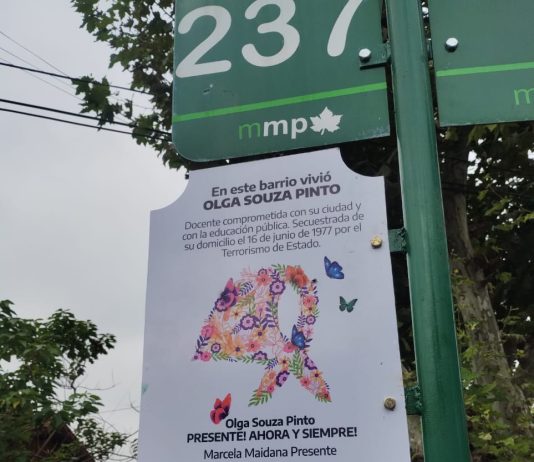 237
mmp
m
En este barrio vivió
OLGA SOUZA PINTO
Docente comprometida con su ciudad y
con la educación pública. Secuestrada de
su domicilio el 16 de junio de 1977 por el
Terrorismo de Estado.
Olga Souza Pinto
PRESENTE! AHORA Y SIEMPRE!
Marcela Maidana Presente